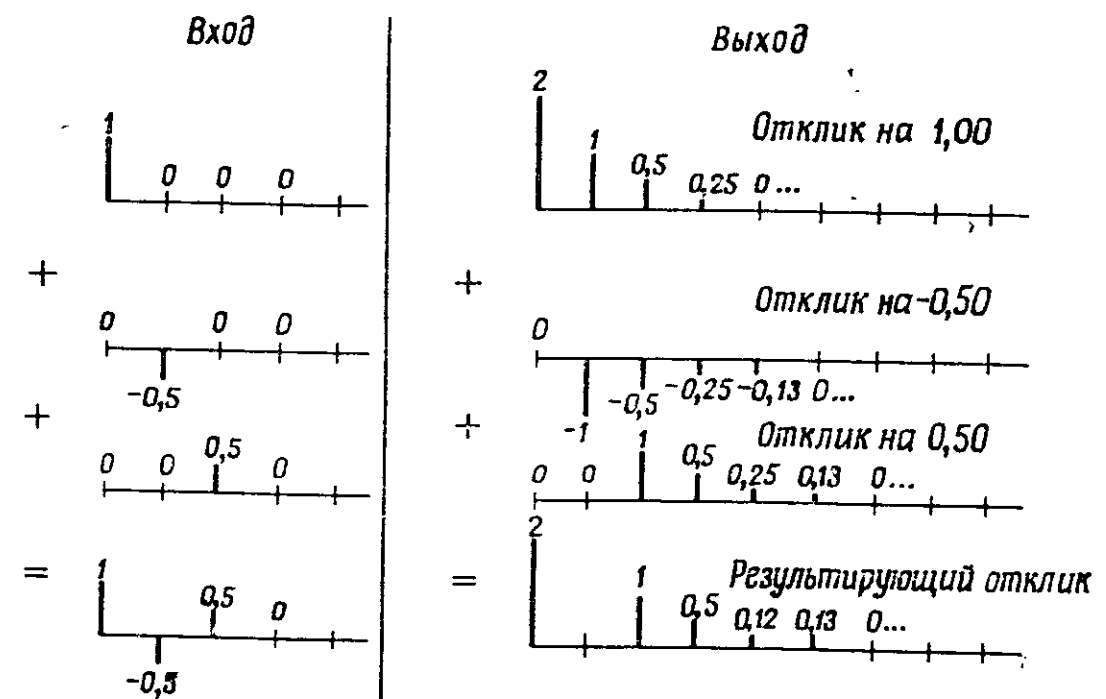 Вход
Выход
1 0 0 0
2 1 0,5 0,25 0...
Отклик на 1,00
+
+
0 0 0
-0,5
Отклик на -0,50
0
-1 -0,5 -0,25 -0,13 0...
+
+
0 0 0,5 0
Отклик на 0,50
0 0 1 0,5 0,25 0,13 0...
=
=
1 0,5 0
-0,5
Результирующий отклик
2 1 0,5 0,12 0,13 0...